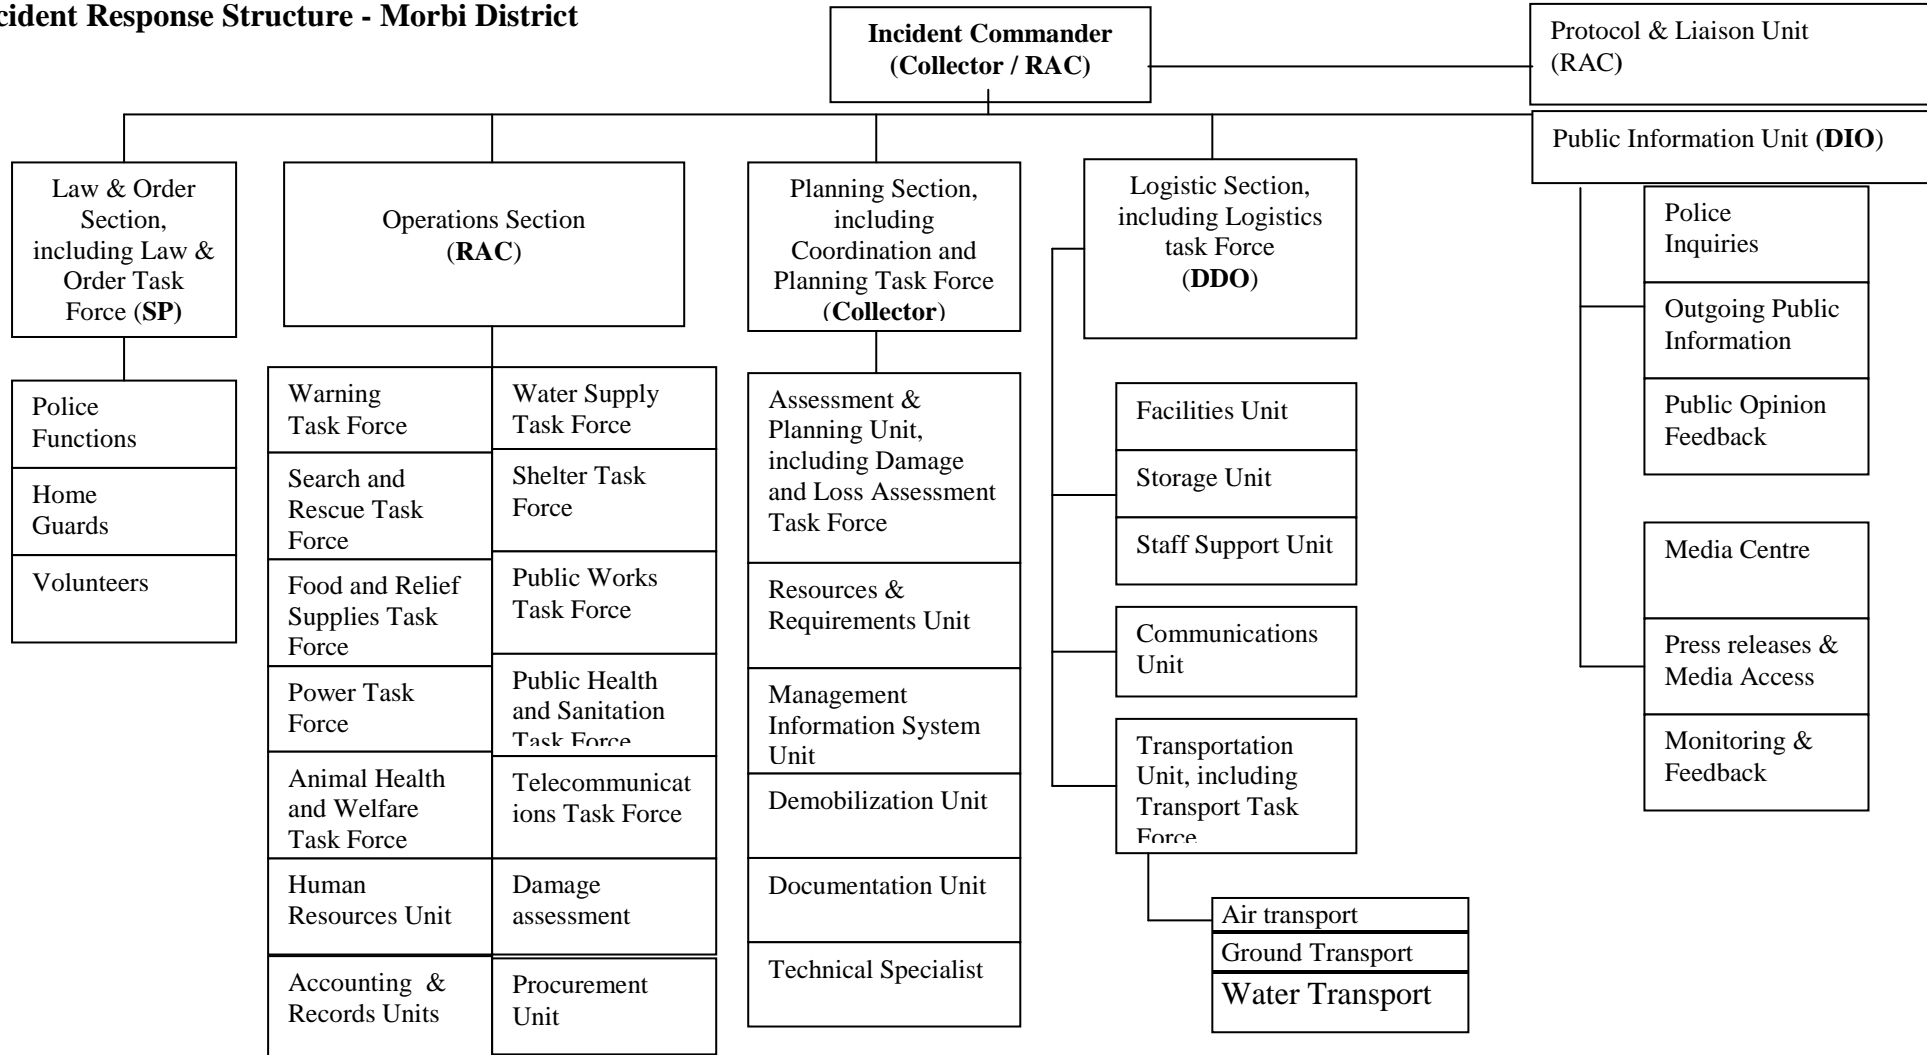 cident Response Structure - Morbi District
Incident Commander
(Collector / RAC)
Protocol & Liaison Unit
(RAC)
Public Information Unit (DIO)
Law & Order
Section,
including Law &
Order Task
Force (SP)
Operations Section
(RAC)
Planning Section,
including
Coordination and
Planning Task Force
(Collector)
Logistic Section,
including Logistics
task Force
(DDO)
Police
Functions
Home
Guards
Volunteers
Warning
Task Force
Search and
Rescue Task
Force
Food and Relief
Supplies Task
Force
Power Task
Force
Animal Health
and Welfare
Task Force
Human
Resources Unit
Accounting &
Records Units
Water Supply
Task Force
Shelter Task
Force
Public Works
Task Force
Public Health
and Sanitation
Task Force
Telecommunicat
ions Task Force
Damage
assessment
Procurement
Unit
Assessment &
Planning Unit,
including Damage
and Loss Assessment
Task Force
Resources &
Requirements Unit
Management
Information System
Unit
Demobilization Unit
Documentation Unit
Technical Specialist
Facilities Unit
Storage Unit
Staff Support Unit
Communications
Unit
Transportation
Unit, including
Transport Task
Force
Air transport
Ground Transport
Water Transport
Police
Inquiries
Outgoing Public
Information
Public Opinion
Feedback
Media Centre
Press releases &
Media Access
Monitoring &
Feedback